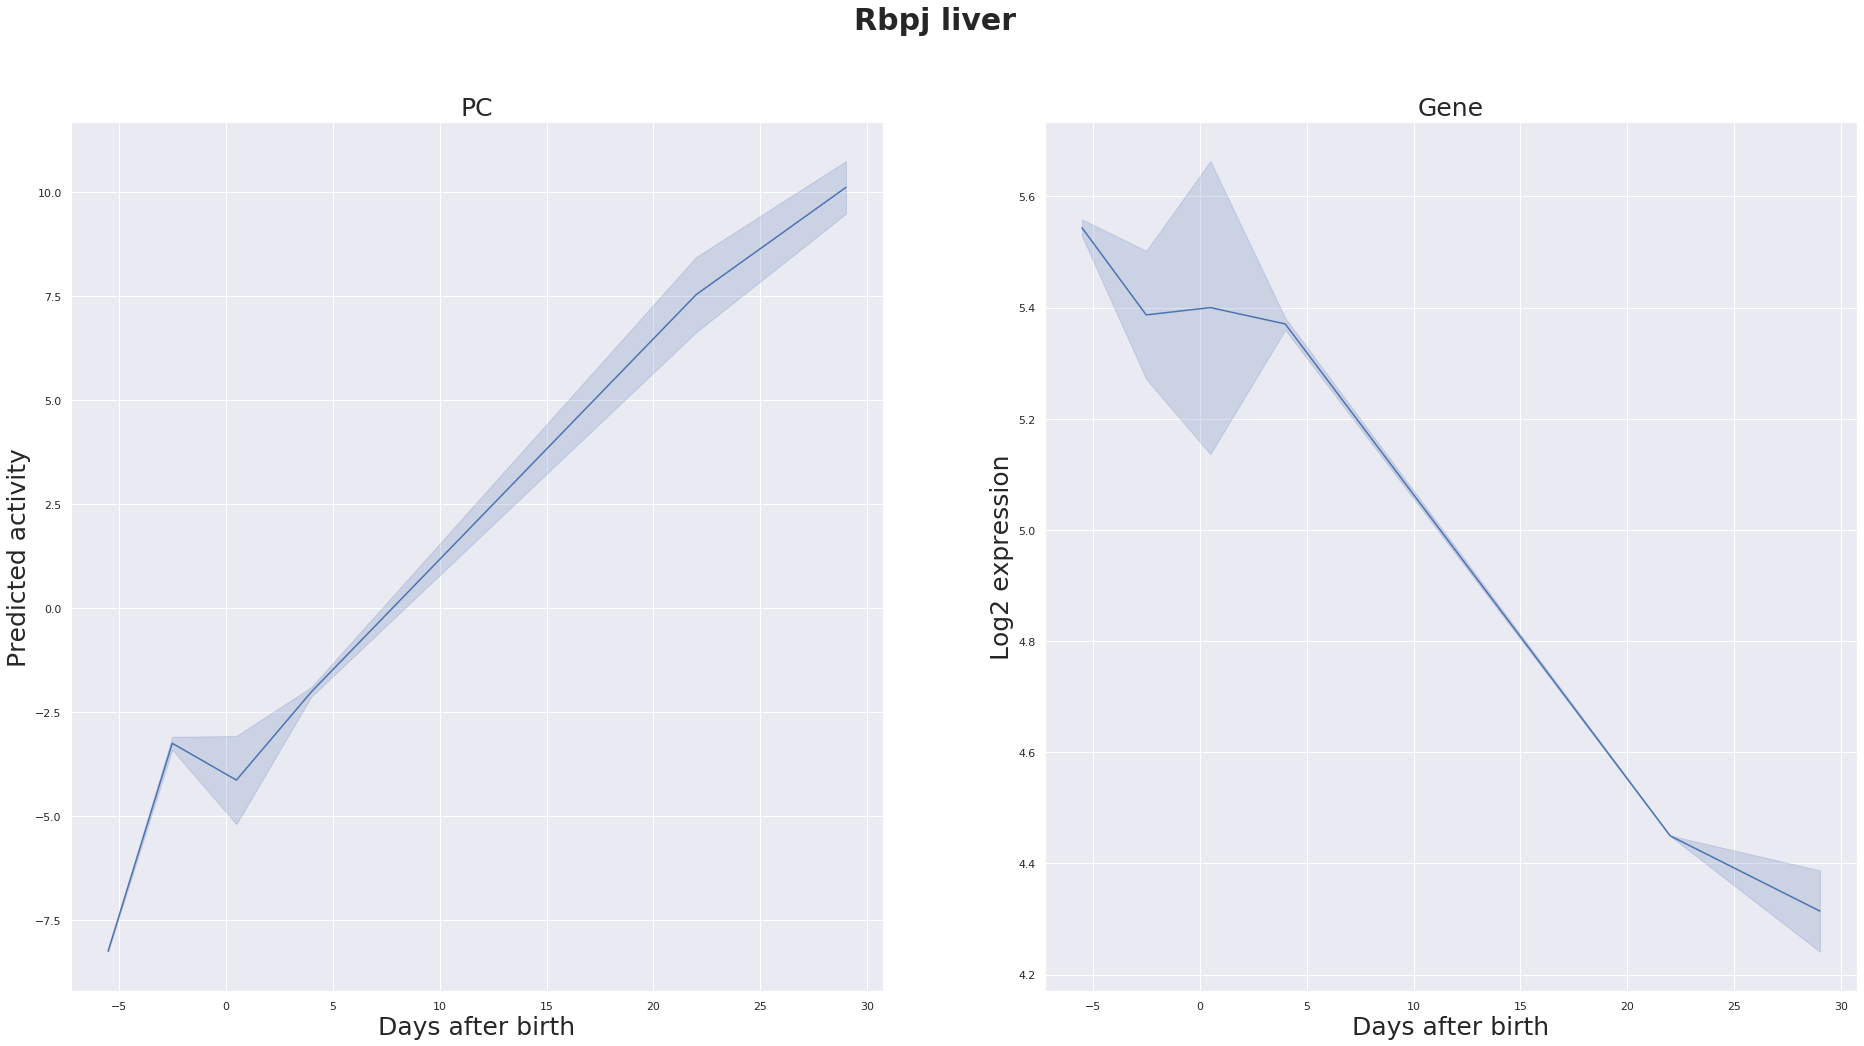 Rbpj liver
PC
Predicted activity
10.0
7.5
5.0
2.5
0.0
−2.5
−5.0
−7.5
−5 0 5 10 15 20 25 30
Days after birth
Gene
Log2 expression
5.6
5.4
5.2
5.0
4.8
4.6
4.4
4.2
−5 0 5 10 15 20 25 30
Days after birth